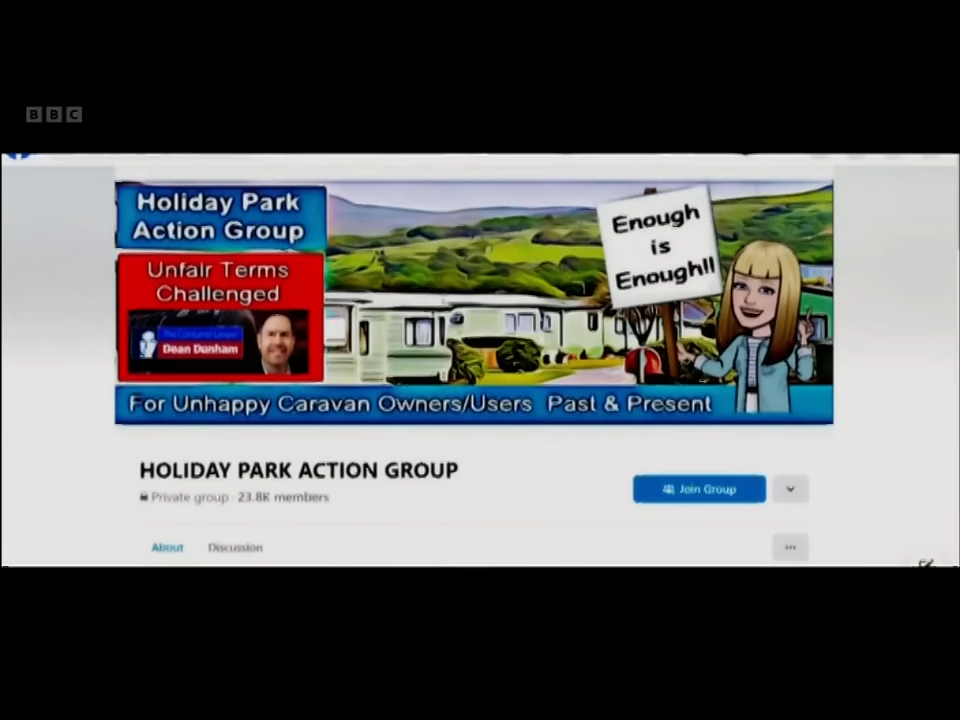 BBC
Holiday Park
Action Group
Unfair Terms
Challenged
Dean Dunham
Enough
is
Enough!!
For Unhappy Caravan Owners/Users Past & Present
HOLIDAY PARK ACTION GROUP
Private group · 23.8K members
Join Group
About
Discussion